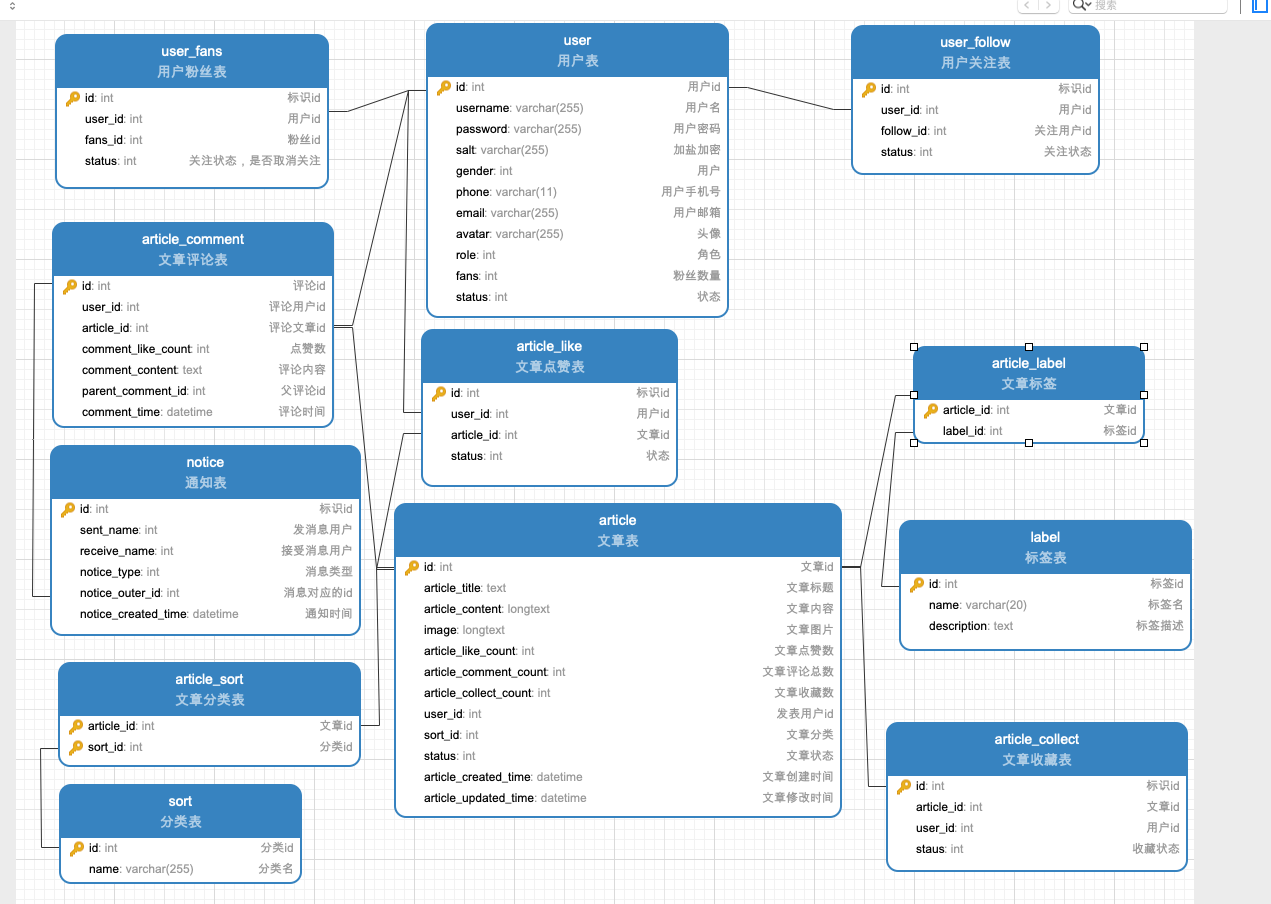 搜索
user_fans
用户粉丝表
id: int 标识id
user_id: int 用户id
fans_id: int 粉丝id
status: int 关注状态，是否取消关注
user
用户表
id: int 用户id
username: varchar(255) 用户名
password: varchar(255) 用户密码
salt: varchar(255) 加盐加密
gender: int 用户
phone: varchar(11) 用户手机号
email: varchar(255) 用户邮箱
avatar: varchar(255) 头像
role: int 角色
fans: int 粉丝数量
status: int 状态
user_follow
用户关注表
id: int 标识id
user_id: int 用户id
follow_id: int 关注用户id
status: int 关注状态
article_comment
文章评论表
id: int 评论id
user_id: int 评论用户id
article_id: int 评论文章id
comment_like_count: int 点赞数
comment_content: text 评论内容
parent_comment_id: int 父评论id
comment_time: datetime 评论时间
article_like
文章点赞表
id: int 标识id
user_id: int 用户id
article_id: int 文章id
status: int 状态
article_label
文章标签
article_id: int 文章id
label_id: int 标签id
notice
通知表
id: int 标识id
sent_name: int 发消息用户
receive_name: int 接受消息用户
notice_type: int 消息类型
notice_outer_id: int 消息对应的id
notice_created_time: datetime 通知时间
article
文章表
id: int 文章id
article_title: text 文章标题
article_content: longtext 文章内容
image: longtext 文章图片
article_like_count: int 文章点赞数
article_comment_count: int 文章评论总数
article_collect_count: int 文章收藏数
user_id: int 发表用户id
sort_id: int 文章分类
status: int 文章状态
article_created_time: datetime 文章创建时间
article_updated_time: datetime 文章修改时间
label
标签表
id: int 标签id
name: varchar(20) 标签名
description: text 标签描述
article_sort
文章分类表
article_id: int 文章id
sort_id: int 分类id
sort
分类表
id: int 分类id
name: varchar(255) 分类名
article_collect
文章收藏表
id: int 标识id
article_id: int 文章id
user_id: int 用户id
staus: int 收藏状态